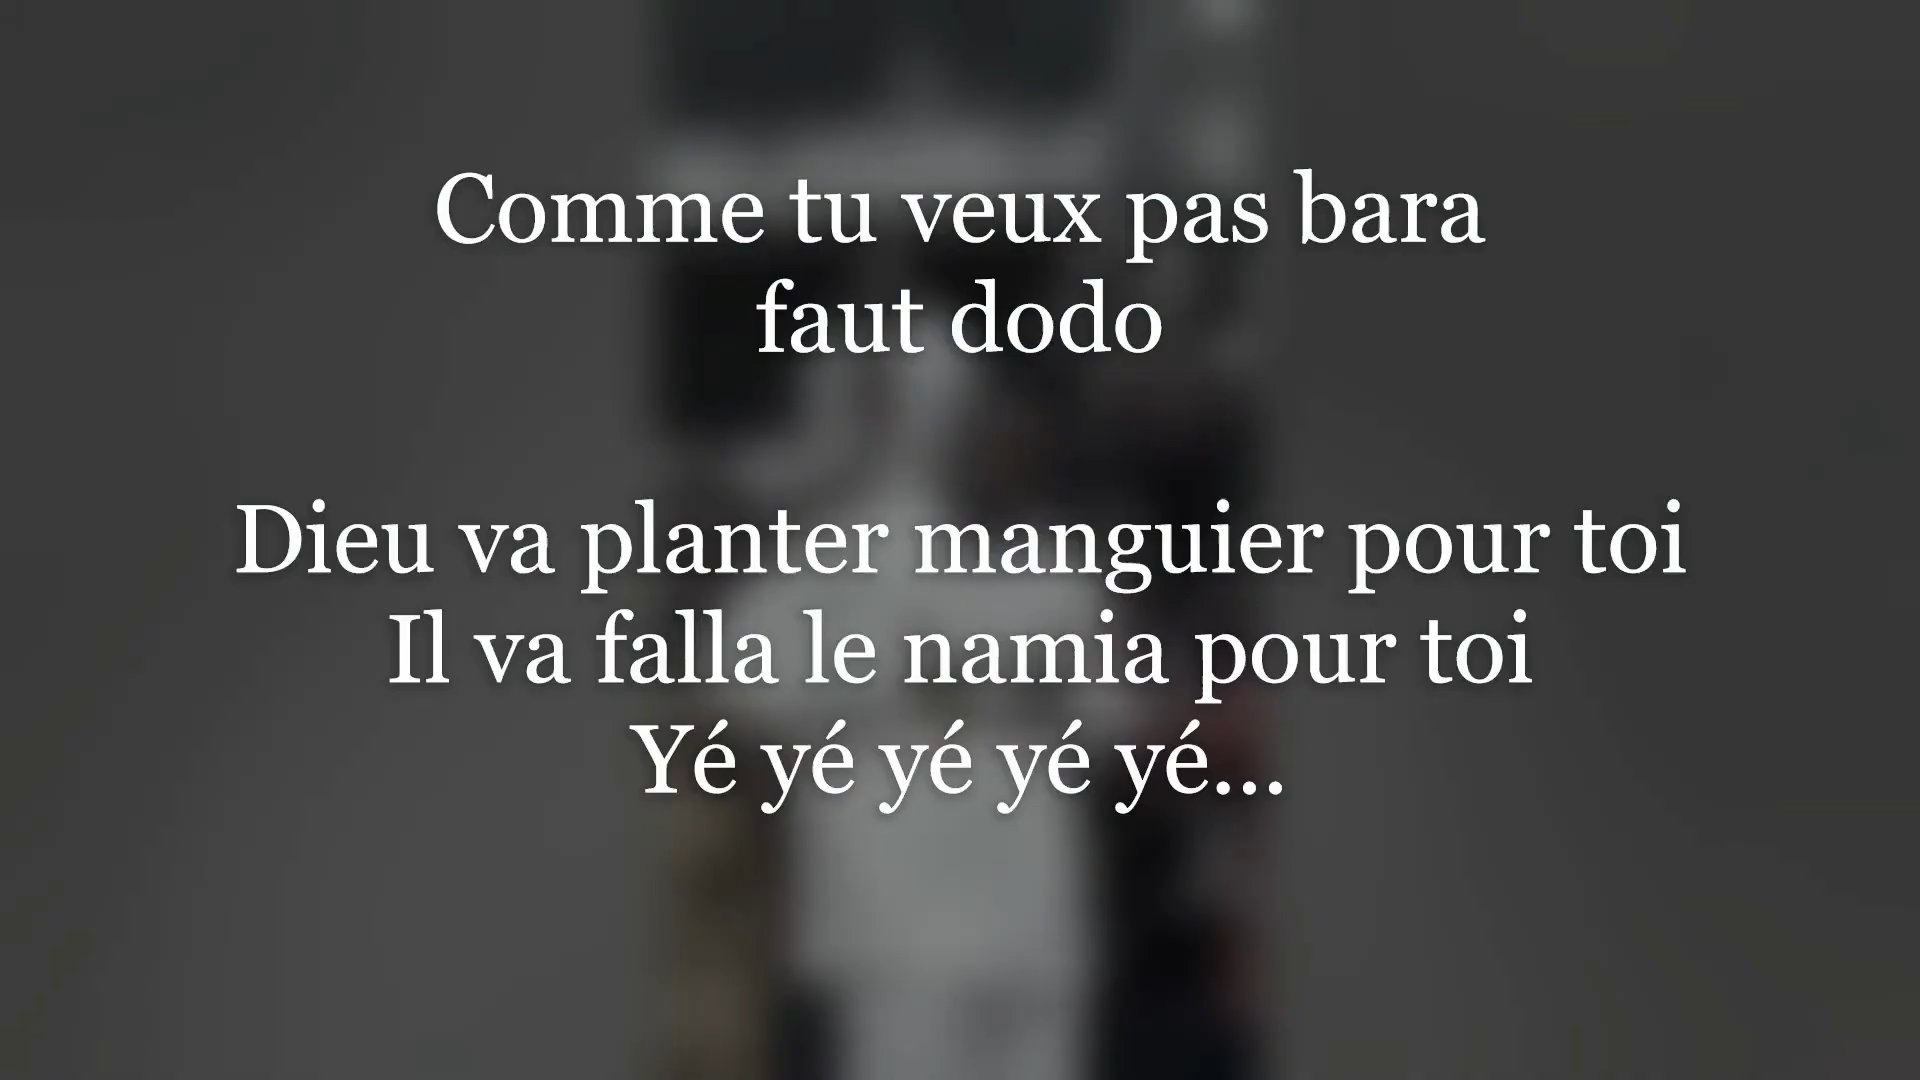 Comme tu veux pas bara
faut dodo
Dieu va planter manguier pour toi
Il va falla le namia pour toi
Yé yé yé yé yé...